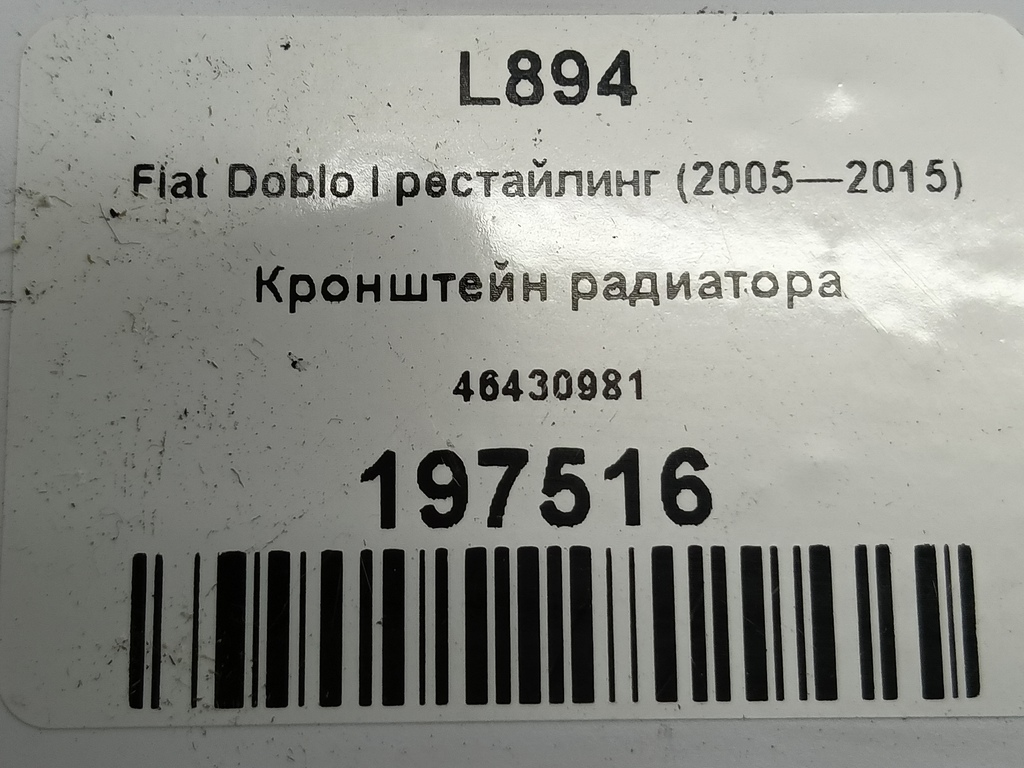 L894
Fiat Doblo I рестайлинг (2005—2015)
Кронштейн радиатора
46430981
197516